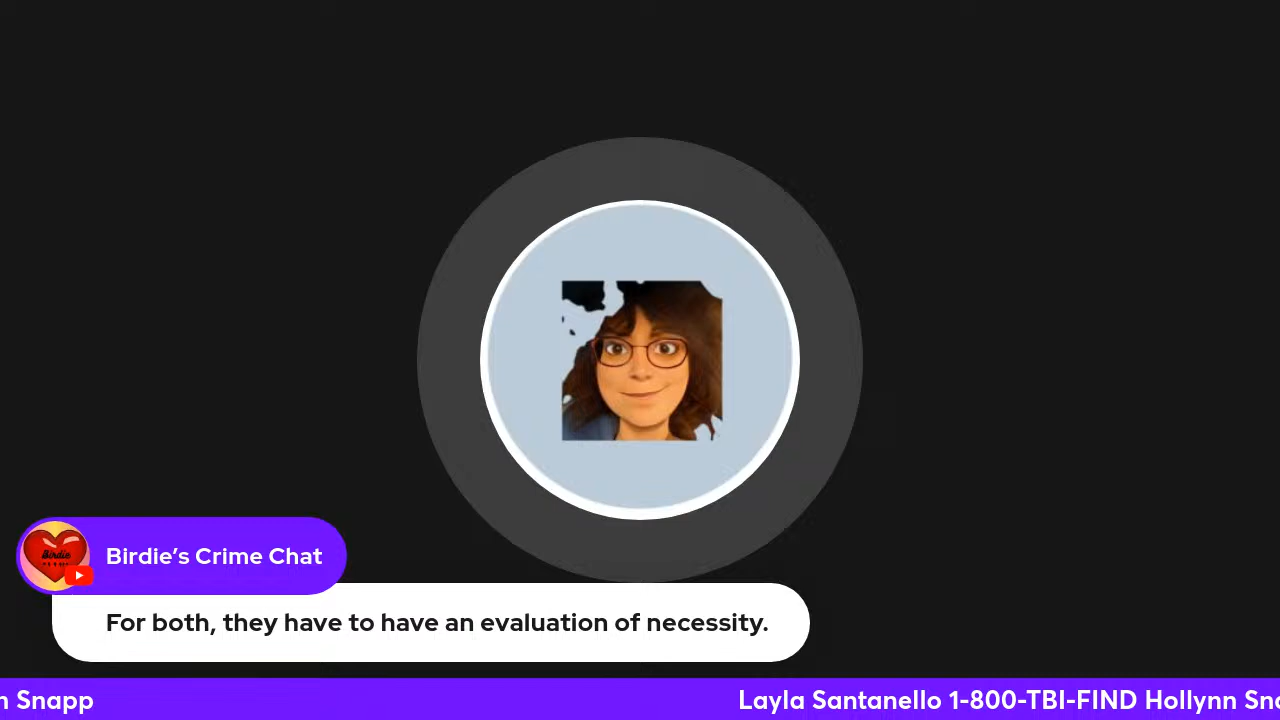 Birdie
Birdie's Crime Chat
For both, they have to have an evaluation of necessity.
n Snapp
Layla Santanello 1-800-TBI-FIND Hollynn Sna